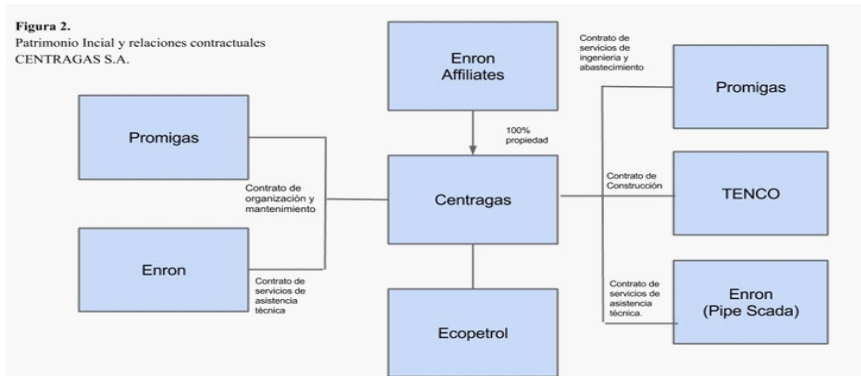 Figura 2.
Patrimonio Incial y relaciones contractuales
CENTRAGAS S.A.
Enron
Affiliates
Contrato de
servicios de
ingenieria y
abastecimiento
Promigas
Promigas
100%
propiedad
Contrato de
organización y
mantenimiento
Centragas
Contrato de
Construcción
TENCO
Enron
Contrato de
servicios de
asistencia
técnica
Contrato de
servicios de
asistencia
técnica.
Enron
(Pipe Scada)
Ecopetrol